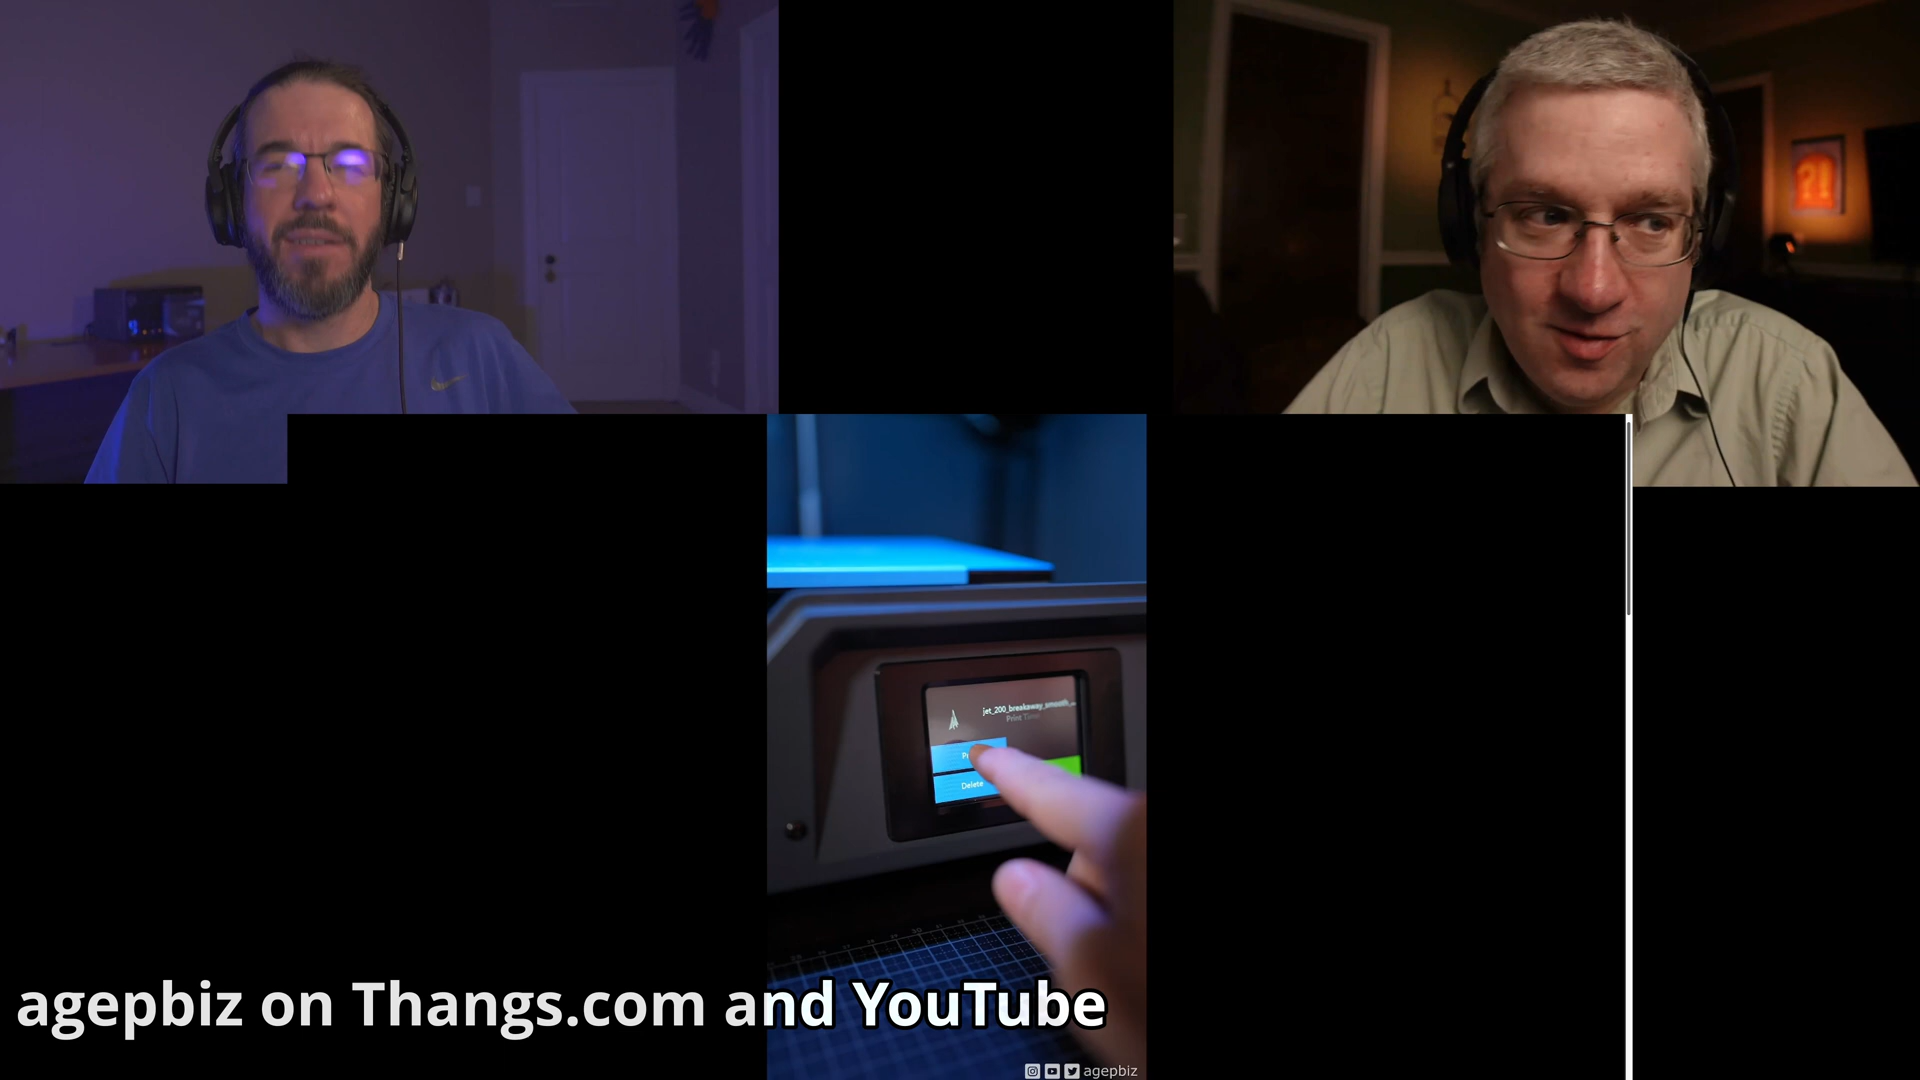 jet_200_breakaway_smooth_...
Print Time
Delete
agepbiz on Thangs.com and YouTube
agepbiz